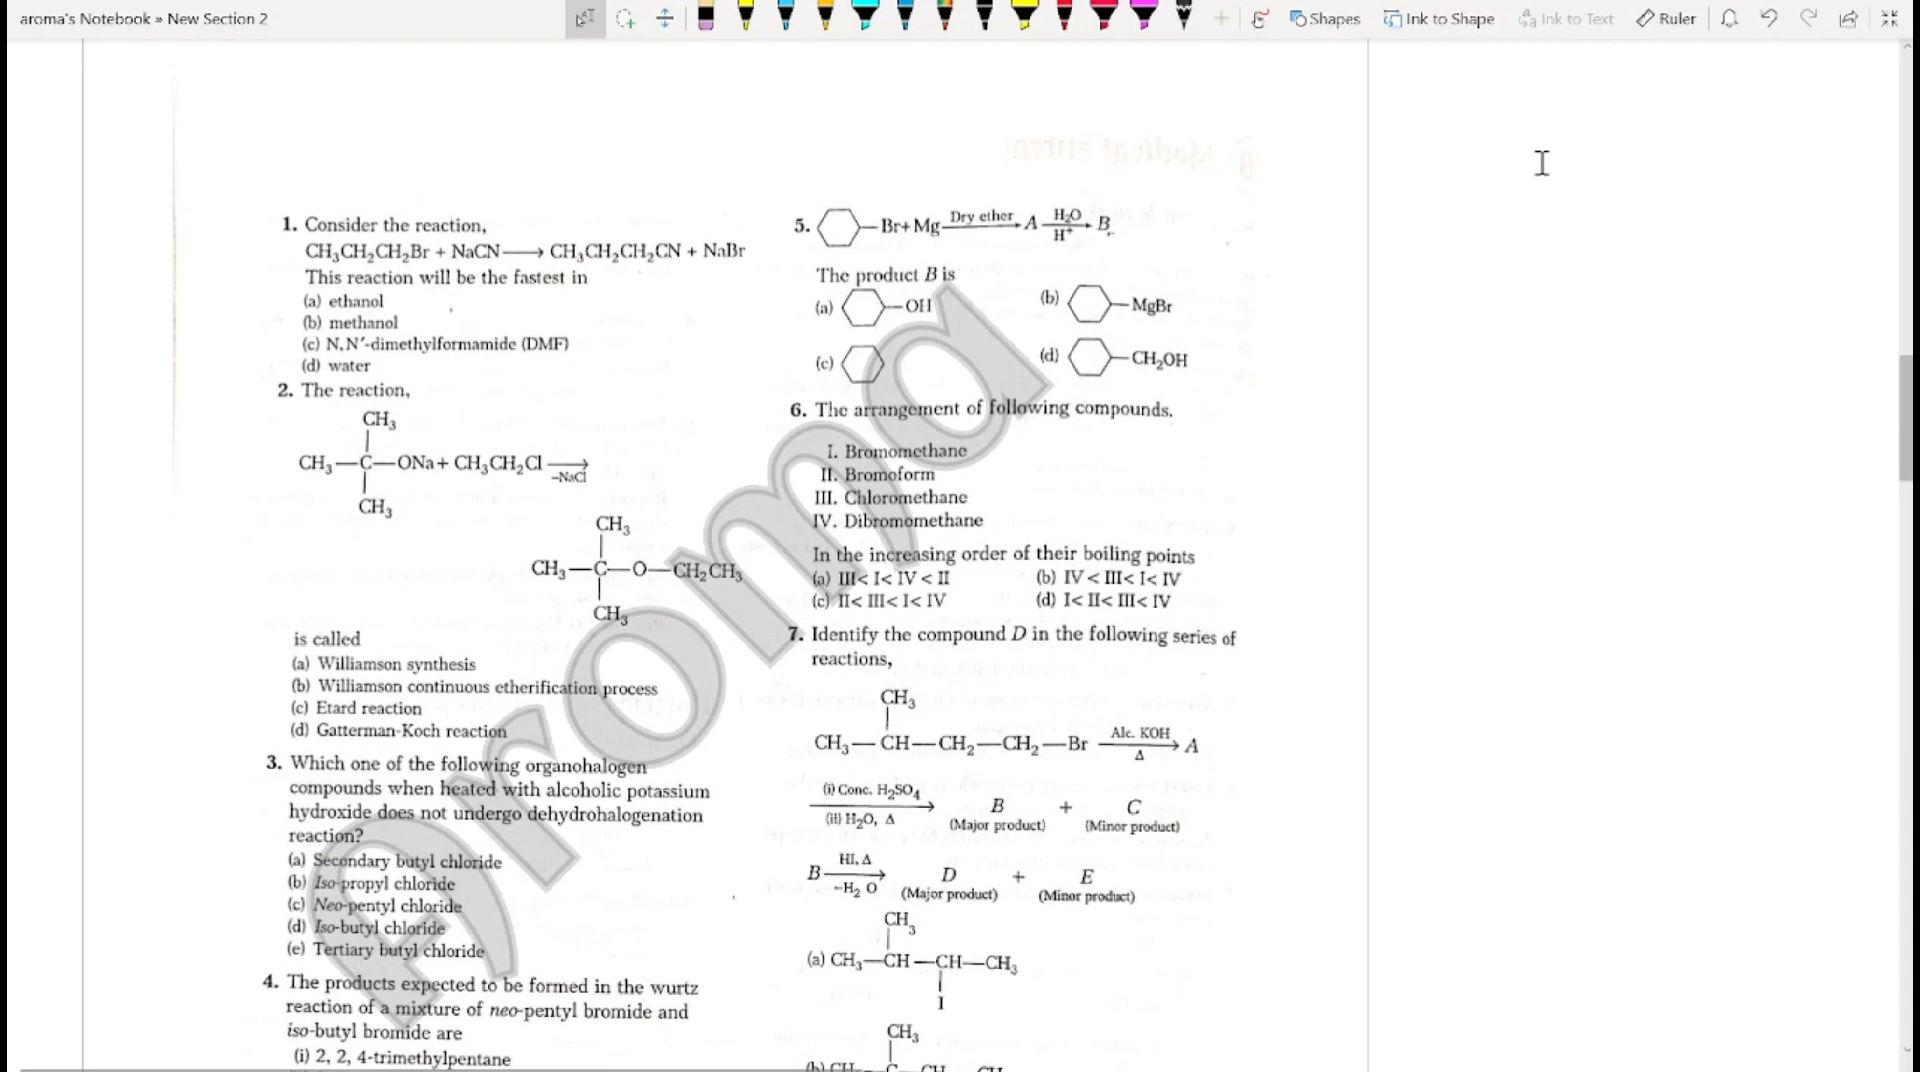 aroma's Notebook » New Section 2
Shapes
Ink to Shape
Ink to Text
Ruler
1. Consider the reaction,
CH₃CH₂CH₂Br + NaCN ⟶ CH₃CH₂CH₂CN + NaBr
This reaction will be the fastest in
(a) ethanol
(b) methanol
(c) N,N′-dimethylformamide (DMF)
(d) water
2. The reaction,
CH₃
CH₃—C—ONa + CH₃CH₂Cl ⟶
–NaCl
CH₃
CH₃
CH₃—C—O—CH₂CH₃
CH₃
is called
(a) Williamson synthesis
(b) Williamson continuous etherification process
(c) Etard reaction
(d) Gatterman-Koch reaction
3. Which one of the following organohalogen
compounds when heated with alcoholic potassium
hydroxide does not undergo dehydrohalogenation
reaction?
(a) Secondary butyl chloride
(b) Iso-propyl chloride
(c) Neo-pentyl chloride
(d) Iso-butyl chloride
(e) Tertiary butyl chloride
4. The products expected to be formed in the wurtz
reaction of a mixture of neo-pentyl bromide and
iso-butyl bromide are
(i) 2, 2, 4-trimethylpentane
5. —Br + Mg Dry ether A H₂O H⁺ B
The product B is
(a) —OH (b) —MgBr
(c) (d) —CH₂OH
6. The arrangement of following compounds.
I. Bromomethane
II. Bromoform
III. Chloromethane
IV. Dibromomethane
In the increasing order of their boiling points
(a) III< I< IV < II (b) IV < III< I< IV
(c) II< III< I< IV (d) I< II< III< IV
7. Identify the compound D in the following series of
reactions,
CH₃
CH₃—CH—CH₂—CH₂—Br Alc. KOH Δ A
(i) Conc. H₂SO₄
(ii) H₂O, Δ
B + C
(Major product) (Minor product)
B HI, Δ –H₂O D + E
(Major product) (Minor product)
CH₃
(a) CH₃—CH—CH—CH₃
I
CH₃
Aroma